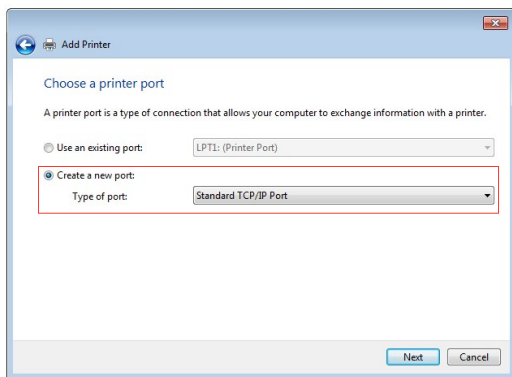 Add Printer
Choose a printer port
A printer port is a type of connection that allows your computer to exchange information with a printer.
Use an existing port: LPT1: (Printer Port)
Create a new port:
Type of port: Standard TCP/IP Port
Next Cancel